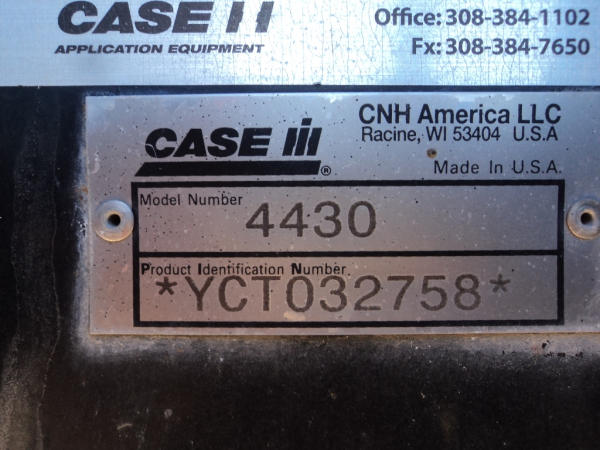 CASE IH
APPLICATION EQUIPMENT
Office: 308-384-1102
Fx: 308-384-7650
CASE IH®
CNH America LLC
Racine, WI 53404 U.S.A
Made In U.S.A.
Model Number
4430
Product Identification Number
*YCT032758*